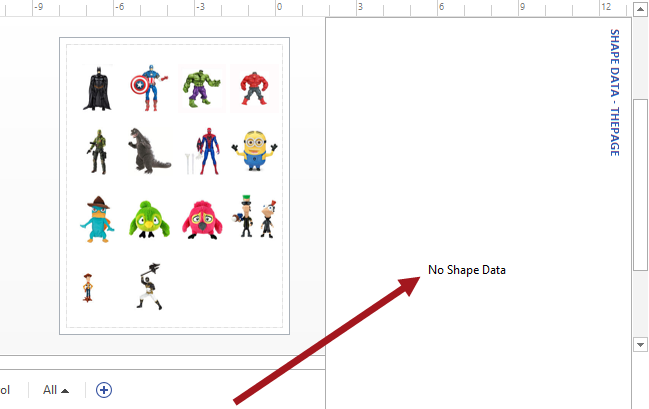 -9 -6 -3 0 3 6 9 12
SHAPE DATA - THEPAGE
No Shape Data
ol All